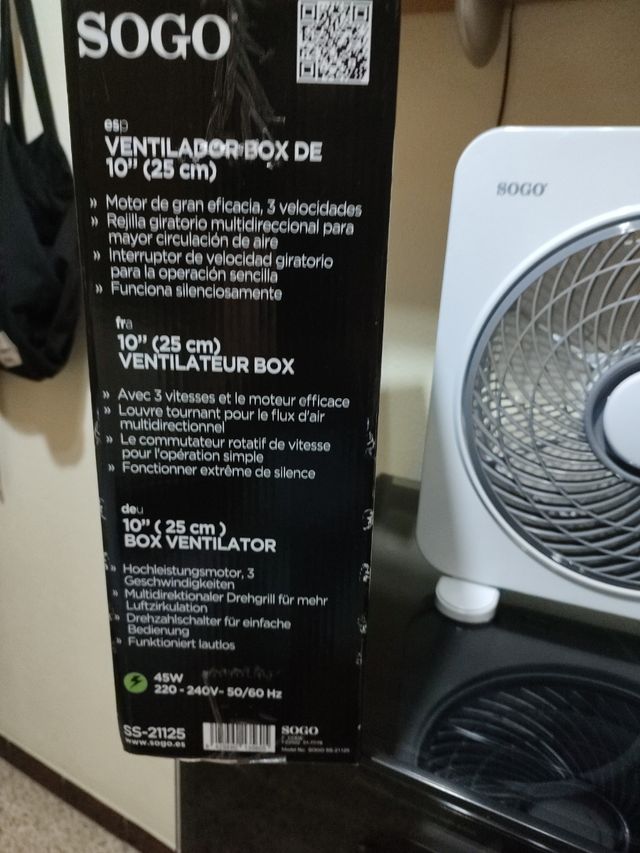 SOGO
esp
VENTILADOR BOX DE
10" (25 cm)
» Motor de gran eficacia, 3 velocidades
» Rejilla giratorio multidireccional para
mayor circulación de aire
» Interruptor de velocidad giratorio
para la operación sencilla
» Funciona silenciosamente
fra
10" (25 cm)
VENTILATEUR BOX
» Avec 3 vitesses et le moteur efficace
» Louvre tournant pour le flux d'air
multidirectionnel
» Le commutateur rotatif de vitesse
pour l'opération simple
» Fonctionner extrême de silence
deu
10" ( 25 cm )
BOX VENTILATOR
» Hochleistungsmotor, 3
Geschwindigkeiten
» Multidirektionaler Drehgrill für mehr
Luftzirkulation
» Drehzahlschalter für einfache
Bedienung
» Funktioniert lautlos
45W
220 - 240V~ 50/60 Hz
SS-21125
www.sogo.es
SOGO
Model No. SOGO SS-21125
SOGO